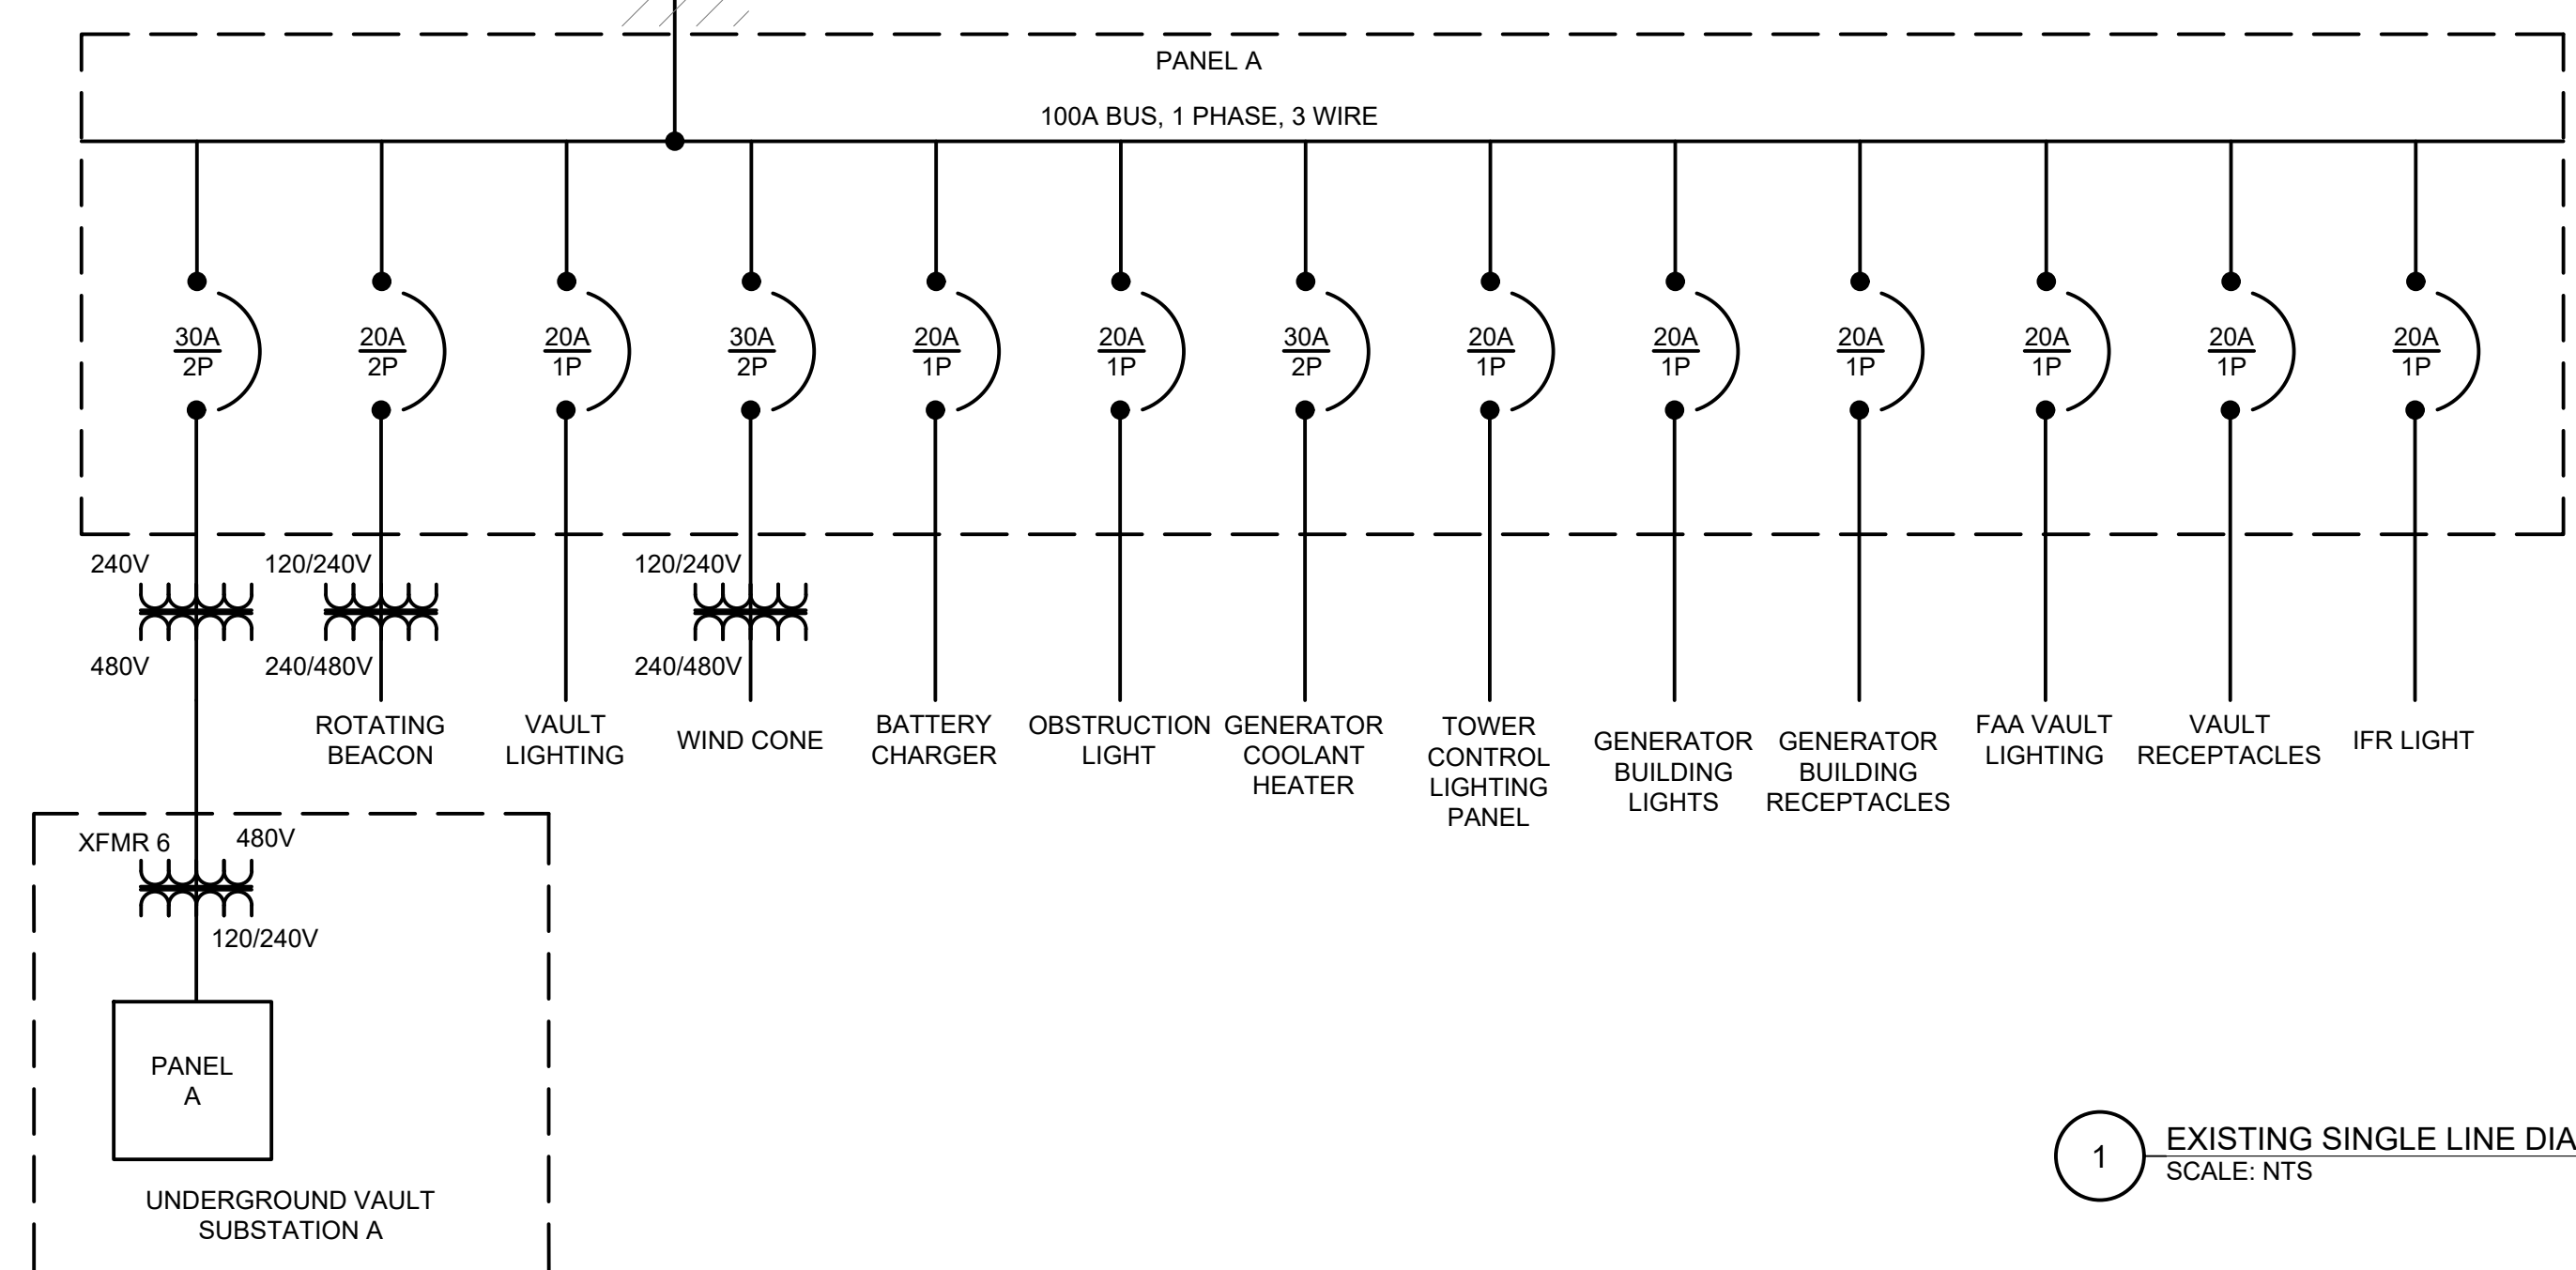 PANEL A
100A BUS, 1 PHASE, 3 WIRE
30A
2P
20A
2P
20A
1P
30A
2P
20A
1P
20A
1P
30A
2P
20A
1P
20A
1P
20A
1P
20A
1P
20A
1P
20A
1P
240V
480V
120/240V
240/480V
120/240V
240/480V
ROTATING
BEACON
VAULT
LIGHTING
WIND CONE
BATTERY
CHARGER
OBSTRUCTION
LIGHT
GENERATOR
COOLANT
HEATER
TOWER
CONTROL
LIGHTING
PANEL
GENERATOR
BUILDING
LIGHTS
GENERATOR
BUILDING
RECEPTACLES
FAA VAULT
LIGHTING
VAULT
RECEPTACLES
IFR LIGHT
XFMR 6
480V
120/240V
PANEL
A
UNDERGROUND VAULT
SUBSTATION A
1
EXISTING SINGLE LINE DIA
SCALE: NTS